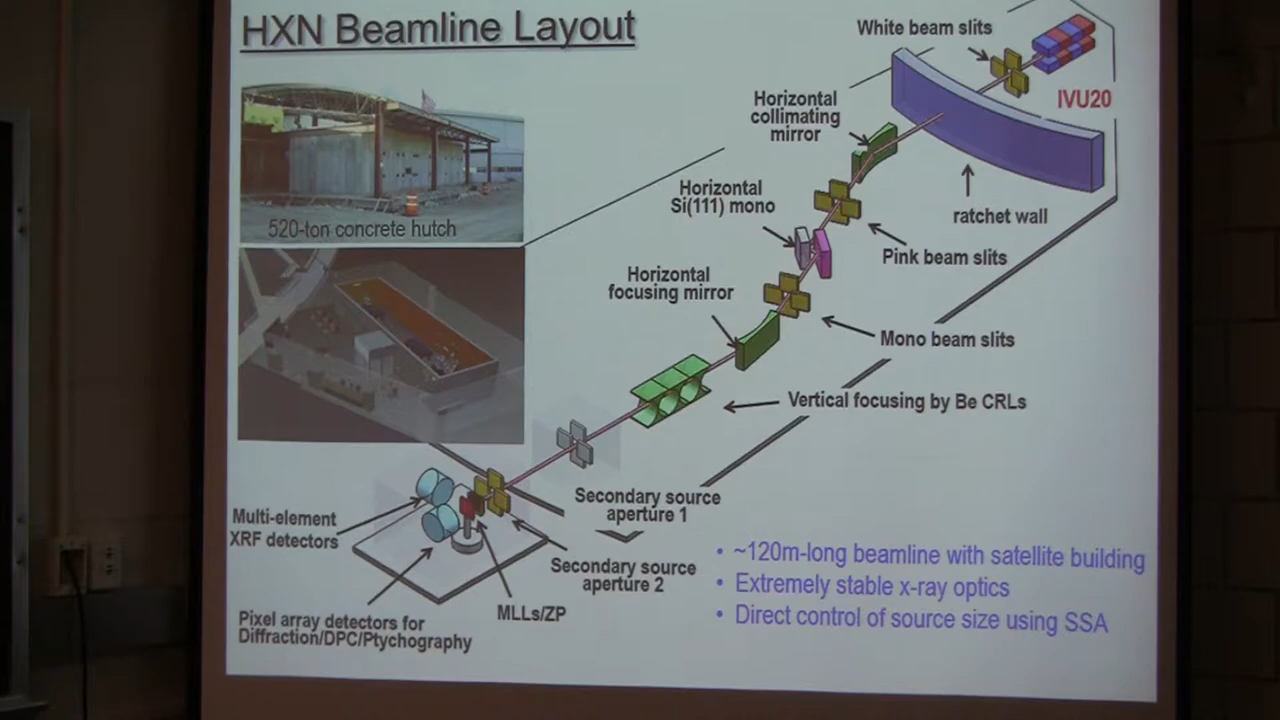 HXN Beamline Layout
White beam slits
IVU20
Horizontal
collimating
mirror
ratchet wall
Horizontal
Si(111) mono
Pink beam slits
Horizontal
focusing mirror
Mono beam slits
Vertical focusing by Be CRLs
520-ton concrete hutch
Secondary source
aperture 1
Multi-element
XRF detectors
Secondary source
aperture 2
MLLs/ZP
Pixel array detectors for
Diffraction/DPC/Ptychography
• ~120m-long beamline with satellite building
• Extremely stable x-ray optics
• Direct control of source size using SSA